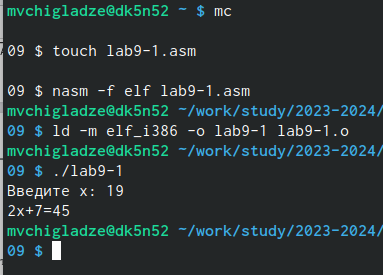 mvchigladze@dk5n52 ~ $ mc
09 $ touch lab9-1.asm
09 $ nasm -f elf lab9-1.asm
mvchigladze@dk5n52 ~/work/study/2023-2024/
09 $ ld -m elf_i386 -o lab9-1 lab9-1.o
mvchigladze@dk5n52 ~/work/study/2023-2024/
09 $ ./lab9-1
Введите x: 19
2x+7=45
mvchigladze@dk5n52 ~/work/study/2023-2024/
09 $